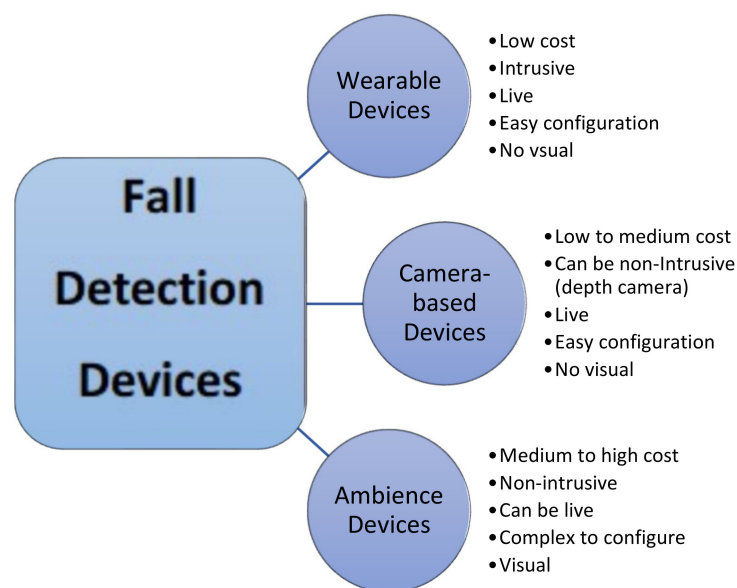 Fall
Detection
Devices
Wearable
Devices
•Low cost
•Intrusive
•Live
•Easy configuration
•No vsual
Camera-
based
Devices
•Low to medium cost
•Can be non-Intrusive
(depth camera)
•Live
•Easy configuration
•No visual
Ambience
Devices
•Medium to high cost
•Non-intrusive
•Can be live
•Complex to configure
•Visual